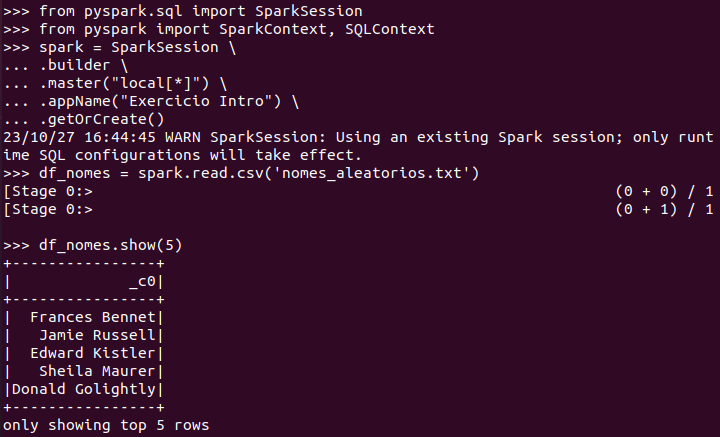 >>> from pyspark.sql import SparkSession
>>> from pyspark import SparkContext, SQLContext
>>> spark = SparkSession \
... .builder \
... .master("local[*]") \
... .appName("Exercicio Intro") \
... .getOrCreate()
23/10/27 16:44:45 WARN SparkSession: Using an existing Spark session; only runt
ime SQL configurations will take effect.
>>> df_nomes = spark.read.csv('nomes_aleatorios.txt')
[Stage 0:>                                                          (0 + 0) / 1
[Stage 0:>                                                          (0 + 1) / 1
>>> df_nomes.show(5)
+----------------+
|             _c0|
+----------------+
|  Frances Bennet|
|   Jamie Russell|
|  Edward Kistler|
|   Sheila Maurer|
|Donald Golightly|
+----------------+
only showing top 5 rows